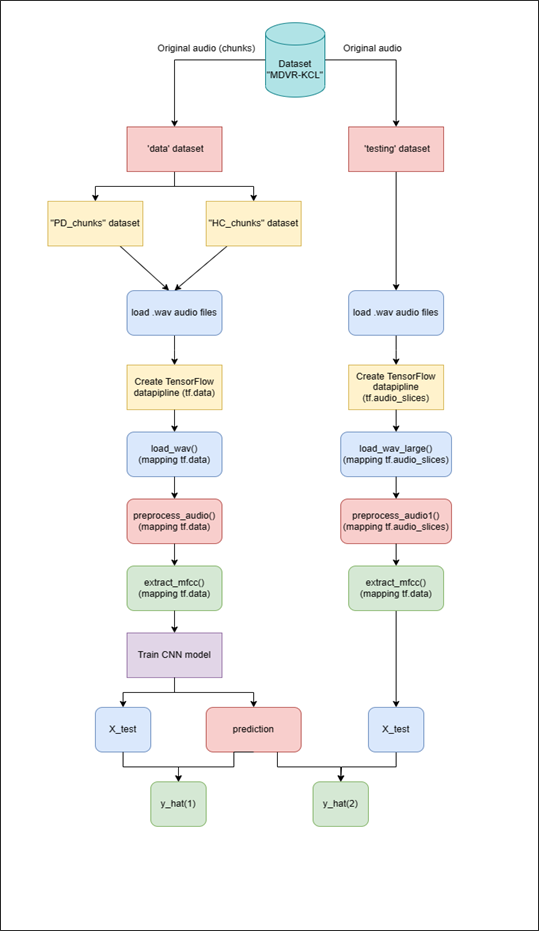 Original audio (chunks)
Original audio
Dataset
"MDVR-KCL"
'data' dataset
'testing' dataset
"PD_chunks" dataset
"HC_chunks" dataset
load .wav audio files
load .wav audio files
Create TensorFlow
datapipline (tf.data)
Create TensorFlow
datapipline
(tf.audio_slices)
load_wav()
(mapping tf.data)
load_wav_large()
(mapping tf.audio_slices)
preprocess_audio()
(mapping tf.data)
preprocess_audio1()
(mapping tf.audio_slices)
extract_mfcc()
(mapping tf.data)
extract_mfcc()
(mapping tf.data)
Train CNN model
X_test
prediction
X_test
y_hat(1)
y_hat(2)